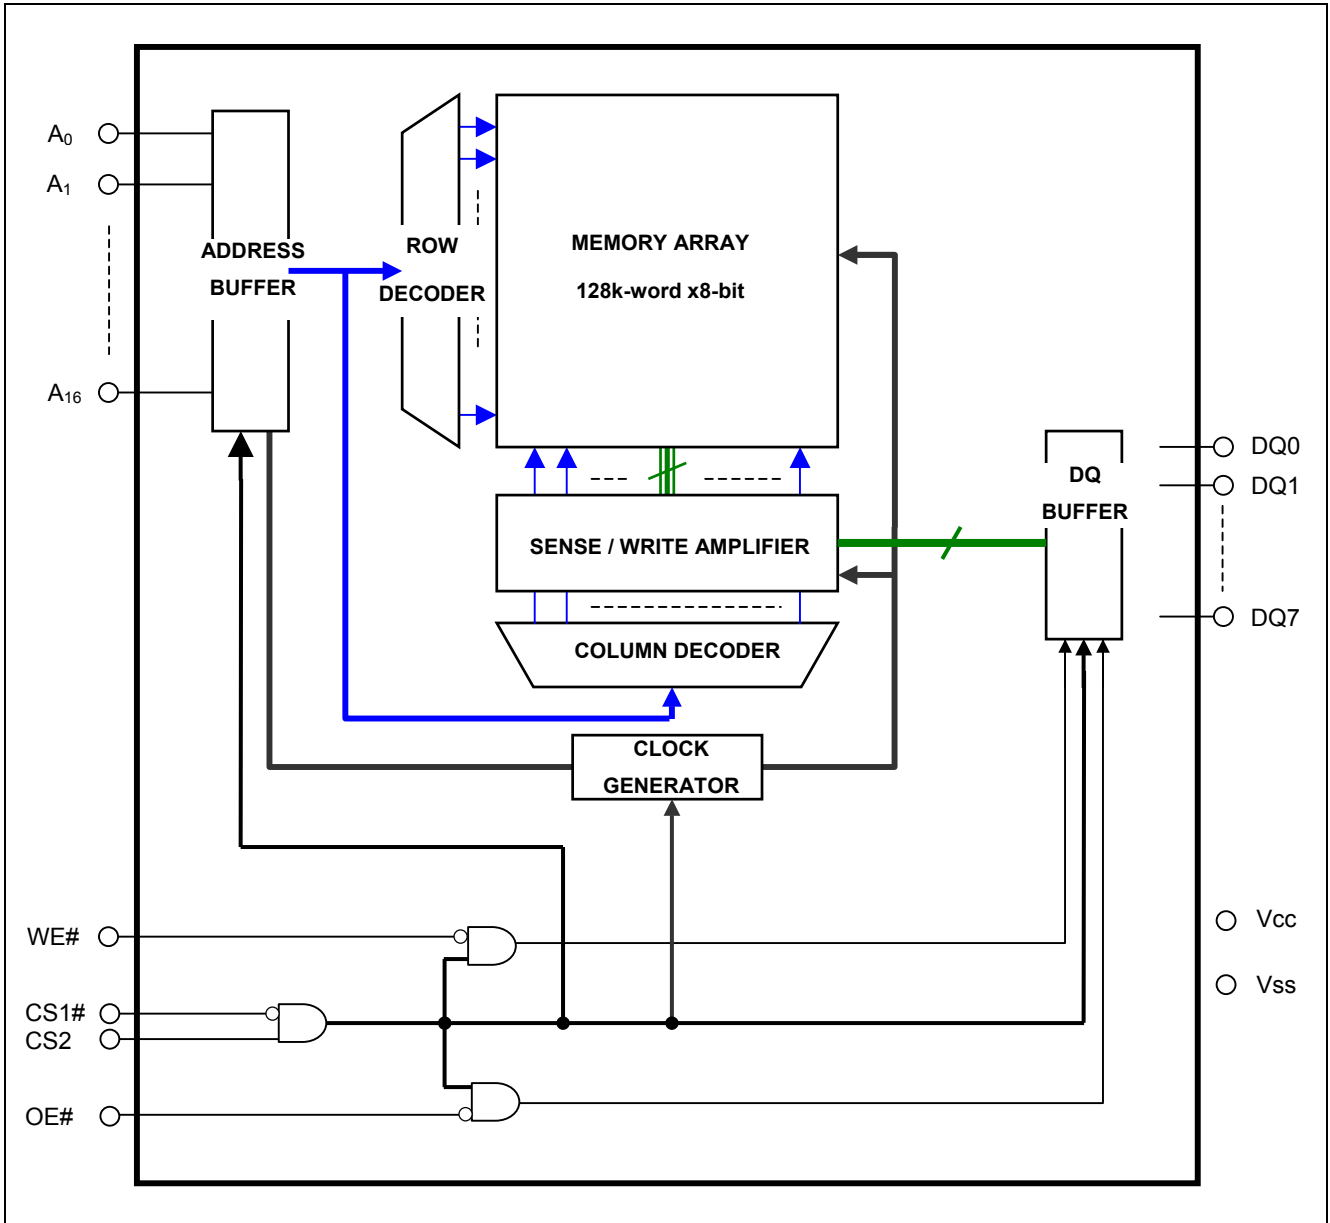 A0
A1
A16
ADDRESS
BUFFER
ROW
DECODER
MEMORY ARRAY
128k-word x8-bit
SENSE / WRITE AMPLIFIER
COLUMN DECODER
CLOCK
GENERATOR
DQ
BUFFER
DQ0
DQ1
DQ7
WE#
CS1#
CS2
OE#
Vcc
Vss